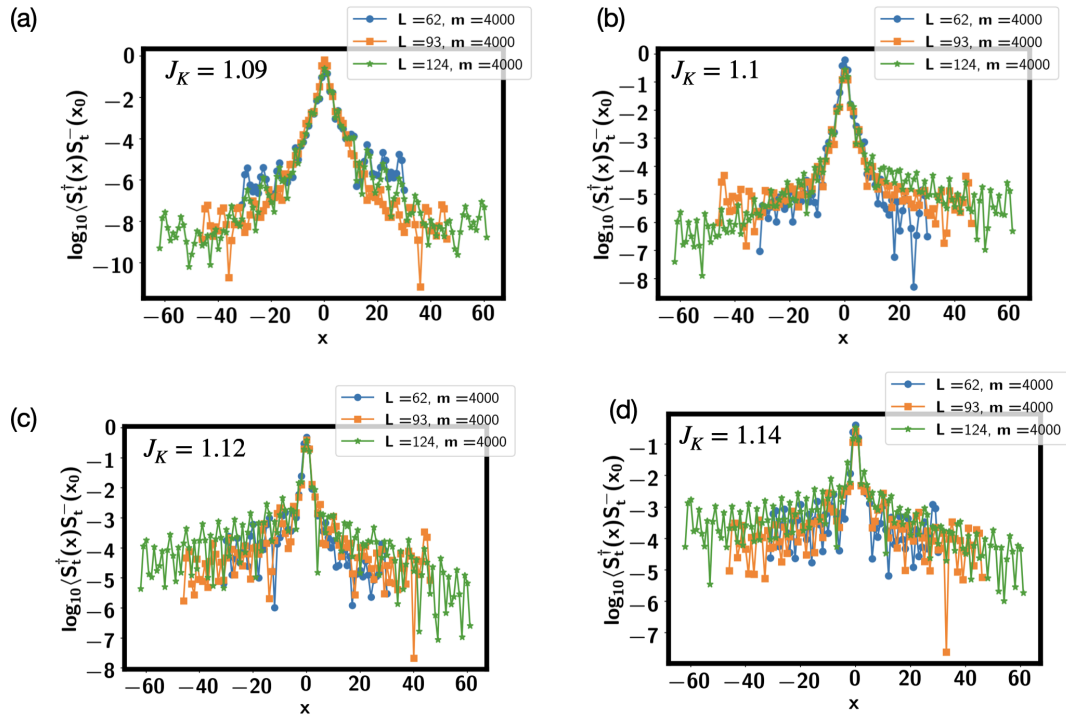 (a)
L =62, m =4000
L =93, m =4000
L =124, m =4000
J_K = 1.09
0
−2
−4
−6
−8
−10
log₁₀⟨S_t^†(x)S_t^−(x₀)
−60 −40 −20 0 20 40 60
x
(b)
L =62, m =4000
L =93, m =4000
L =124, m =4000
J_K = 1.1
0
−1
−2
−3
−4
−5
−6
−7
−8
log₁₀⟨S_t^†(x)S_t^−(x₀)
−60 −40 −20 0 20 40 60
x
(c)
L =62, m =4000
L =93, m =4000
L =124, m =4000
J_K = 1.12
0
−1
−2
−3
−4
−5
−6
−7
−8
log₁₀⟨S_t^†(x)S_t^−(x₀)
−60 −40 −20 0 20 40 60
x
(d)
L =62, m =4000
L =93, m =4000
L =124, m =4000
J_K = 1.14
−1
−2
−3
−4
−5
−6
−7
log₁₀⟨S_t^†(x)S_t^−(x₀)
−60 −40 −20 0 20 40 60
x